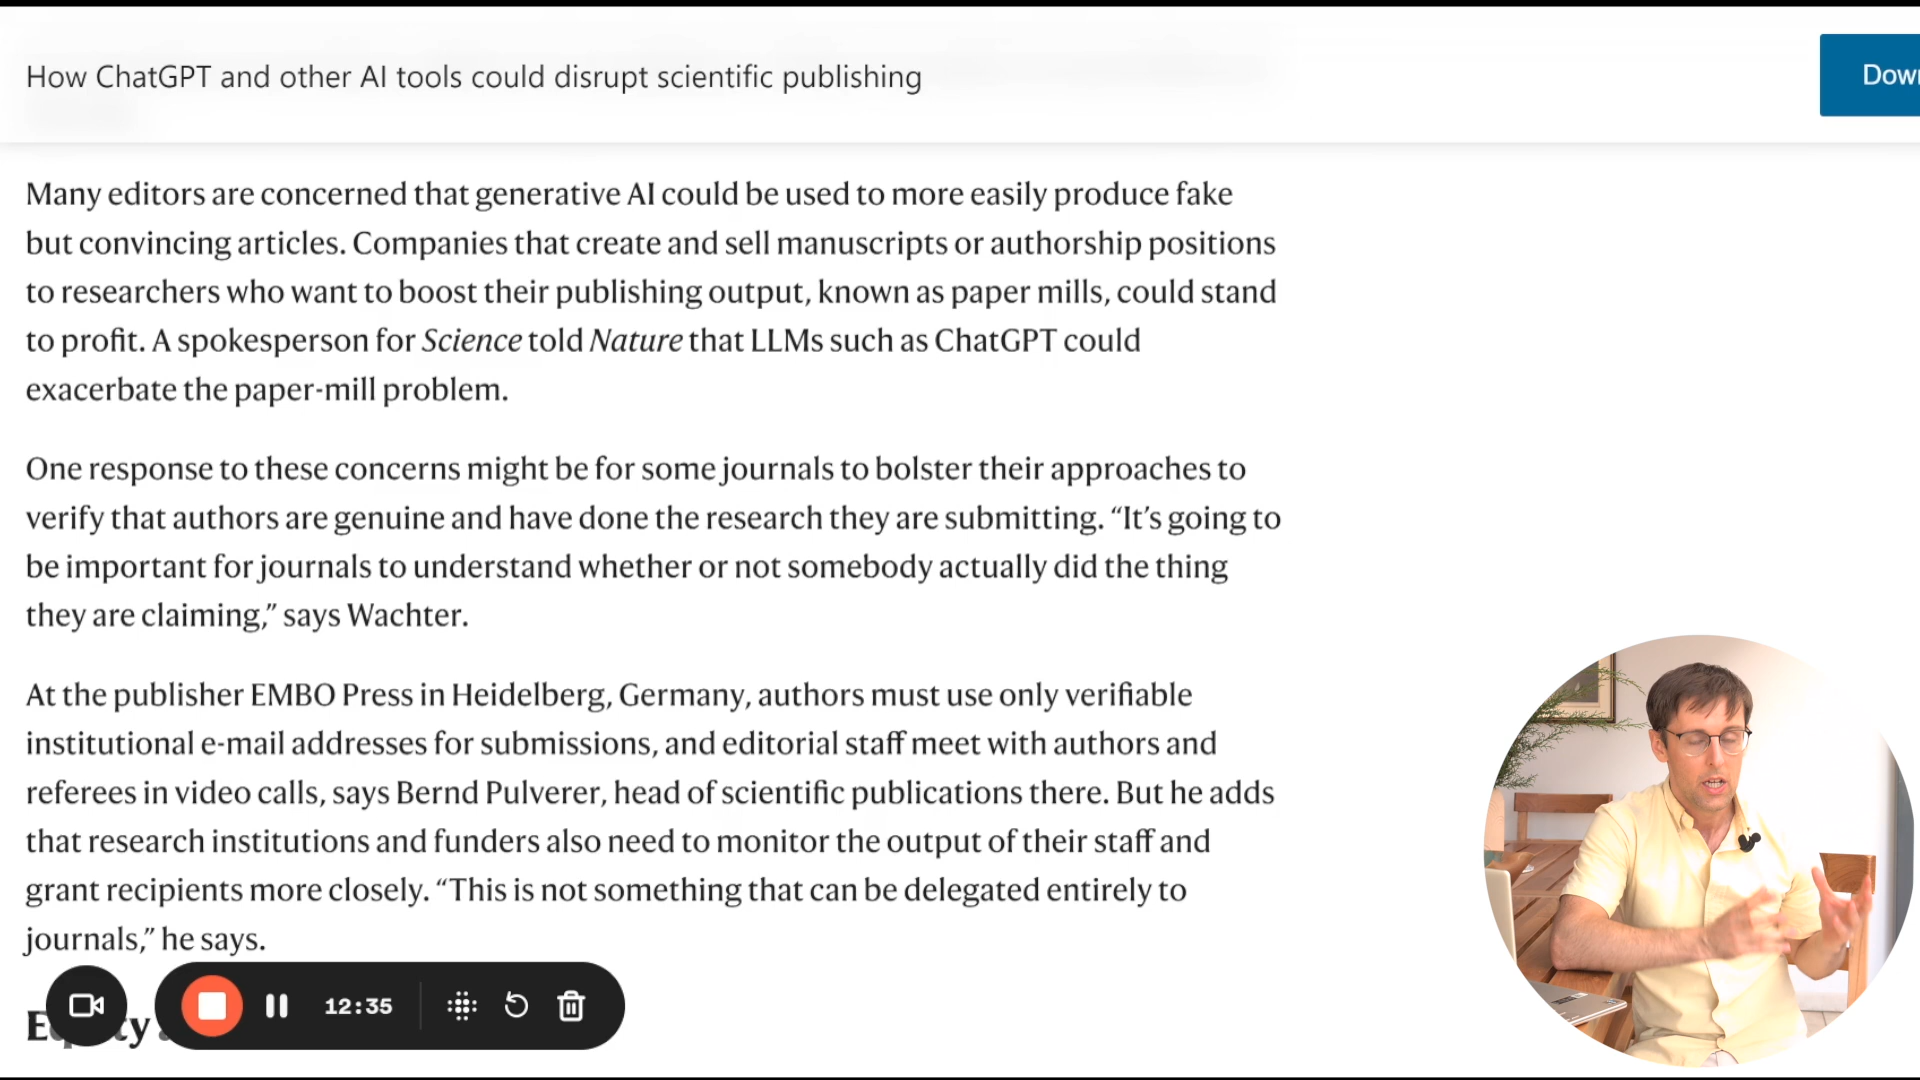 How ChatGPT and other AI tools could disrupt scientific publishing
Many editors are concerned that generative AI could be used to more easily produce fake
but convincing articles. Companies that create and sell manuscripts or authorship positions
to researchers who want to boost their publishing output, known as paper mills, could stand
to profit. A spokesperson for Science told Nature that LLMs such as ChatGPT could
exacerbate the paper-mill problem.
One response to these concerns might be for some journals to bolster their approaches to
verify that authors are genuine and have done the research they are submitting. “It’s going to
be important for journals to understand whether or not somebody actually did the thing
they are claiming,” says Wachter.
At the publisher EMBO Press in Heidelberg, Germany, authors must use only verifiable
institutional e-mail addresses for submissions, and editorial staff meet with authors and
referees in video calls, says Bernd Pulverer, head of scientific publications there. But he adds
that research institutions and funders also need to monitor the output of their staff and
grant recipients more closely. “This is not something that can be delegated entirely to
journals,” he says.
12:35